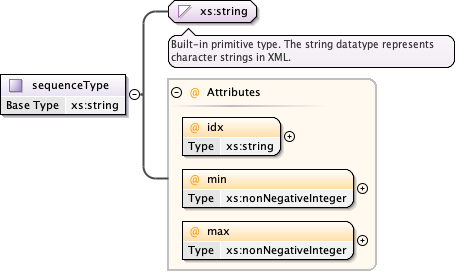 xs:string
Built-in primitive type. The string datatype represents
character strings in XML.
sequenceType
Base Type xs:string
@ Attributes
@ idx
Type xs:string
@ min
Type xs:nonNegativeInteger
@ max
Type xs:nonNegativeInteger